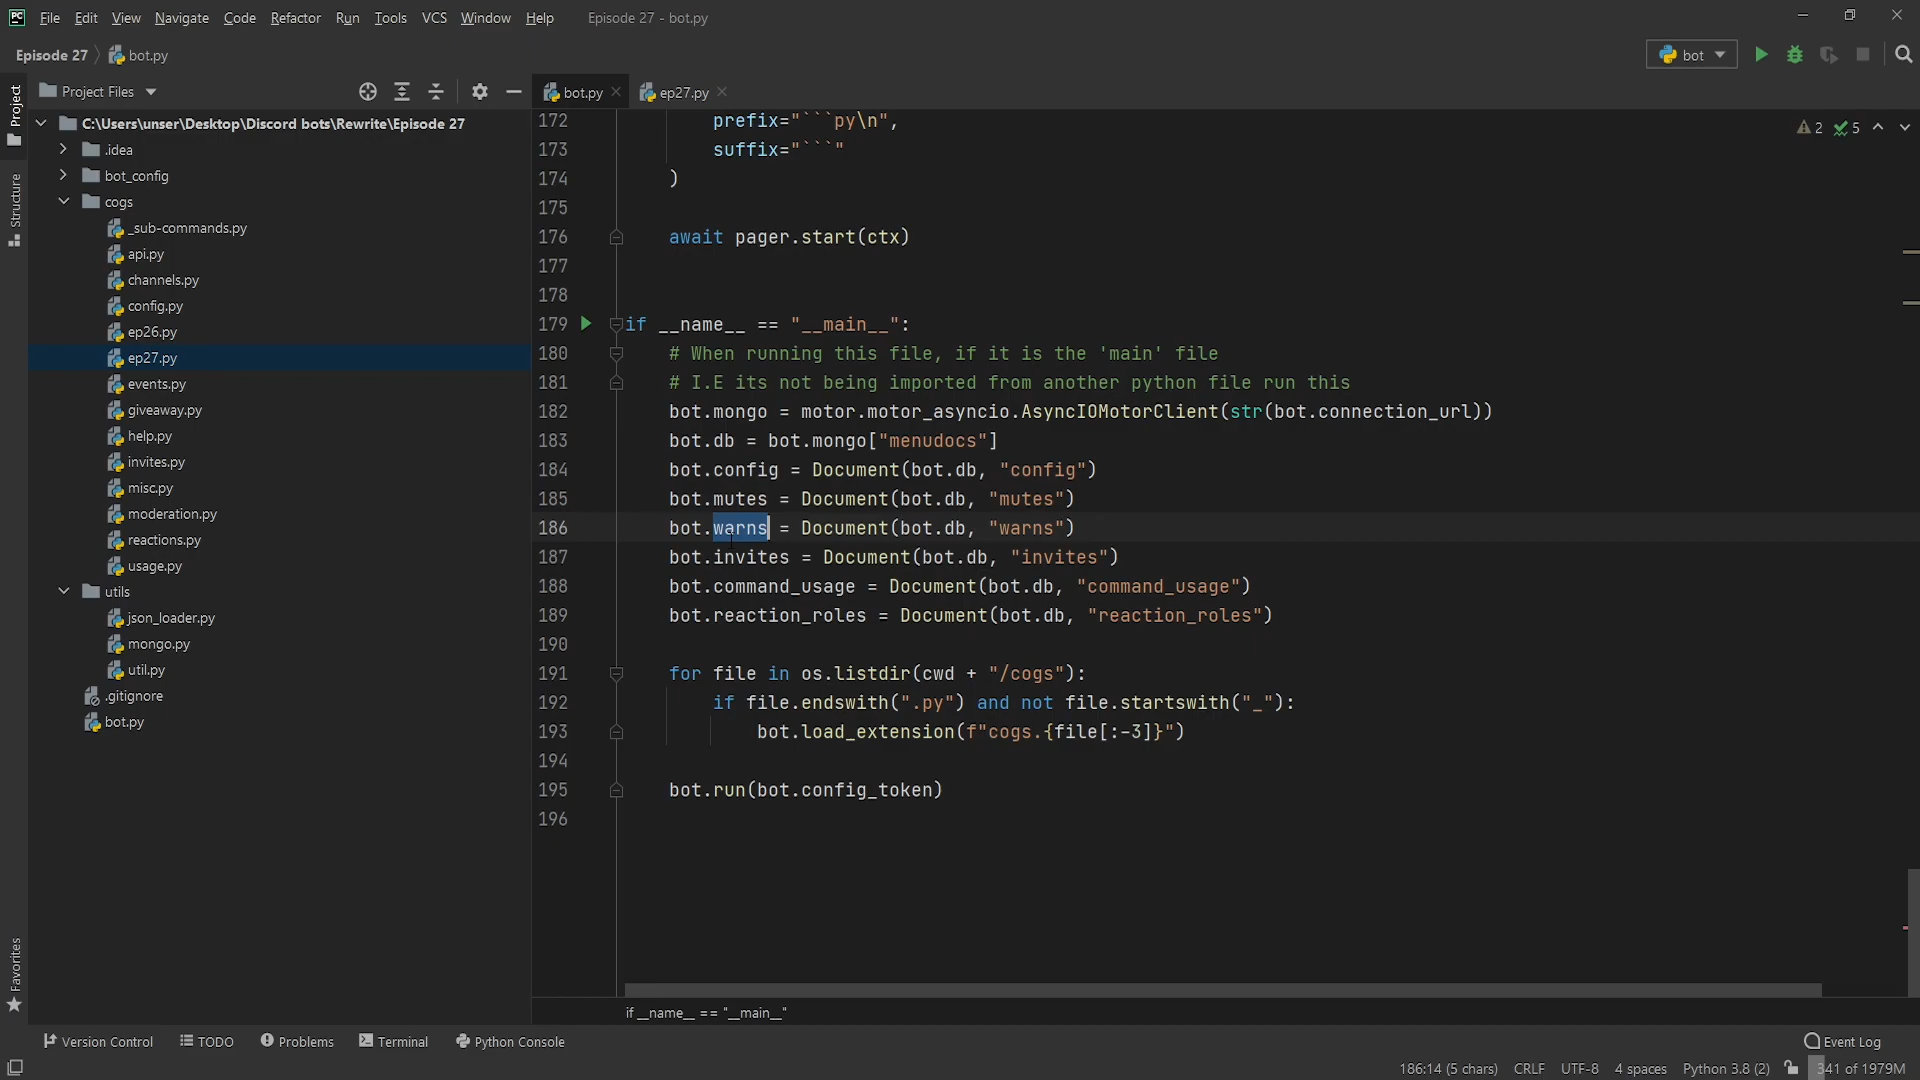 PC File Edit View Navigate Code Refactor Run Tools VCS Window Help Episode 27 - bot.py
Episode 27 bot.py bot
Project Files
bot.py ep27.py
Project
Structure
Favorites
C:\Users\unser\Desktop\Discord bots\Rewrite\Episode 27
.idea
bot_config
cogs
_sub-commands.py
api.py
channels.py
config.py
ep26.py
ep27.py
events.py
giveaway.py
help.py
invites.py
misc.py
moderation.py
reactions.py
usage.py
utils
json_loader.py
mongo.py
util.py
.gitignore
bot.py
2 5
172 prefix="```py\n",
173 suffix="```"
174 )
175
176 await pager.start(ctx)
177
178
179 if __name__ == "__main__":
180 # When running this file, if it is the 'main' file
181 # I.E its not being imported from another python file run this
182 bot.mongo = motor.motor_asyncio.AsyncIOMotorClient(str(bot.connection_url))
183 bot.db = bot.mongo["menudocs"]
184 bot.config = Document(bot.db, "config")
185 bot.mutes = Document(bot.db, "mutes")
186 bot.warns = Document(bot.db, "warns")
187 bot.invites = Document(bot.db, "invites")
188 bot.command_usage = Document(bot.db, "command_usage")
189 bot.reaction_roles = Document(bot.db, "reaction_roles")
190
191 for file in os.listdir(cwd + "/cogs"):
192 if file.endswith(".py") and not file.startswith("_"):
193 bot.load_extension(f"cogs.{file[:-3]}")
194
195 bot.run(bot.config_token)
196
if __name__ == "__main__"
Version Control TODO Problems Terminal Python Console Event Log
186:14 (5 chars) CRLF UTF-8 4 spaces Python 3.8 (2) 341 of 1979M